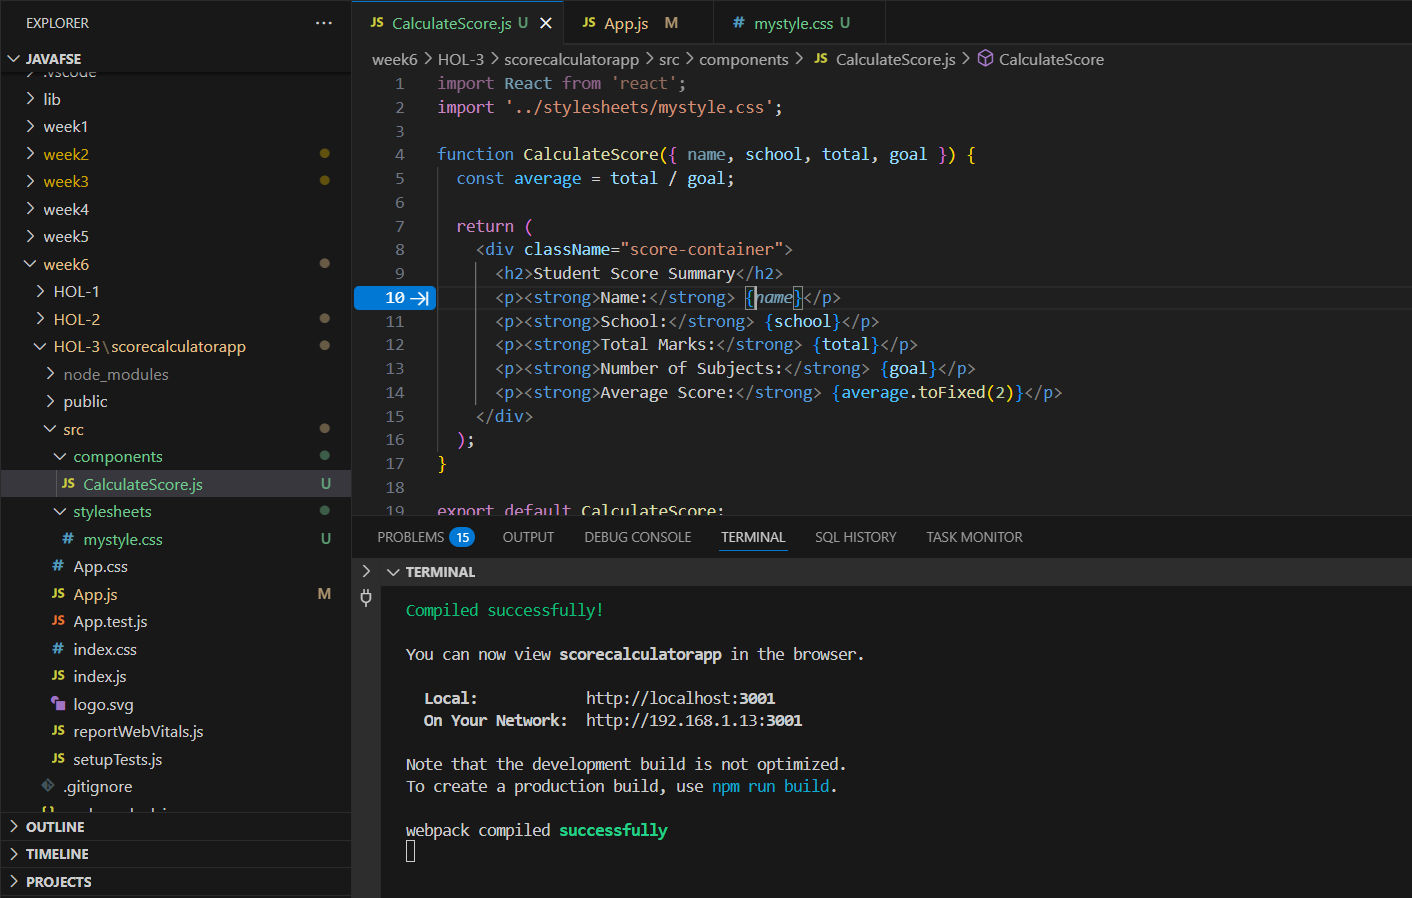 EXPLORER
JAVAFSE
.vscode
lib
week1
week2
week3
week4
week5
week6
HOL-1
HOL-2
HOL-3\scorecalculatorapp
node_modules
public
src
components
JS CalculateScore.js U
stylesheets
# mystyle.css U
# App.css
JS App.js M
JS App.test.js
# index.css
JS index.js
logo.svg
JS reportWebVitals.js
JS setupTests.js
.gitignore
OUTLINE
TIMELINE
PROJECTS
JS CalculateScore.js U JS App.js M # mystyle.css U
week6 > HOL-3 > scorecalculatorapp > src > components > JS CalculateScore.js > CalculateScore
1 import React from 'react';
2 import '../stylesheets/mystyle.css';
3
4 function CalculateScore({ name, school, total, goal }) {
5 const average = total / goal;
6
7 return (
8 <div className="score-container">
9 <h2>Student Score Summary</h2>
10 <p><strong>Name:</strong> {name}</p>
11 <p><strong>School:</strong> {school}</p>
12 <p><strong>Total Marks:</strong> {total}</p>
13 <p><strong>Number of Subjects:</strong> {goal}</p>
14 <p><strong>Average Score:</strong> {average.toFixed(2)}</p>
15 </div>
16 );
17 }
18
19 export default CalculateScore;
PROBLEMS 15 OUTPUT DEBUG CONSOLE TERMINAL SQL HISTORY TASK MONITOR
TERMINAL
Compiled successfully!
You can now view scorecalculatorapp in the browser.
Local: http://localhost:3001
On Your Network: http://192.168.1.13:3001
Note that the development build is not optimized.
To create a production build, use npm run build.
webpack compiled successfully